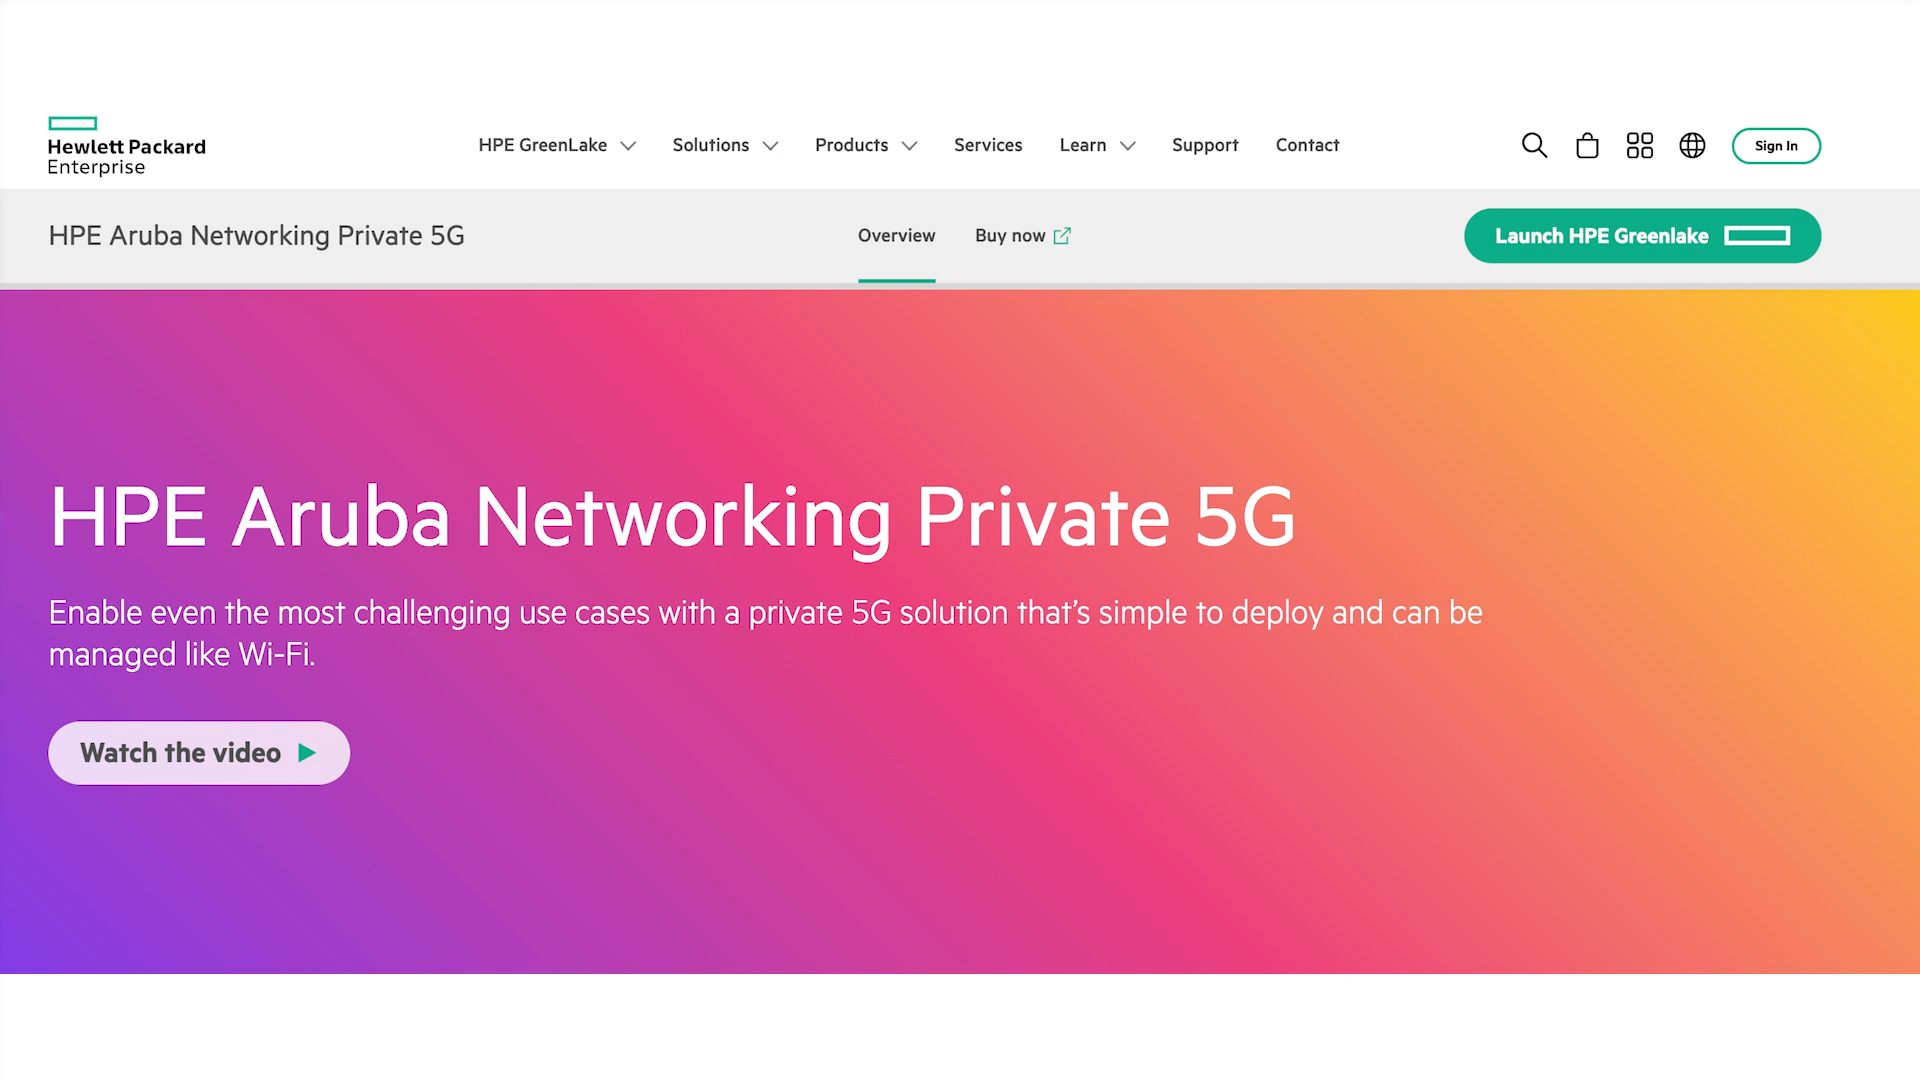 Hewlett Packard
Enterprise
HPE GreenLake
Solutions
Products
Services
Learn
Support
Contact
Sign In
HPE Aruba Networking Private 5G
Overview
Buy now
Launch HPE Greenlake
HPE Aruba Networking Private 5G
Enable even the most challenging use cases with a private 5G solution that's simple to deploy and can be
managed like Wi-Fi.
Watch the video